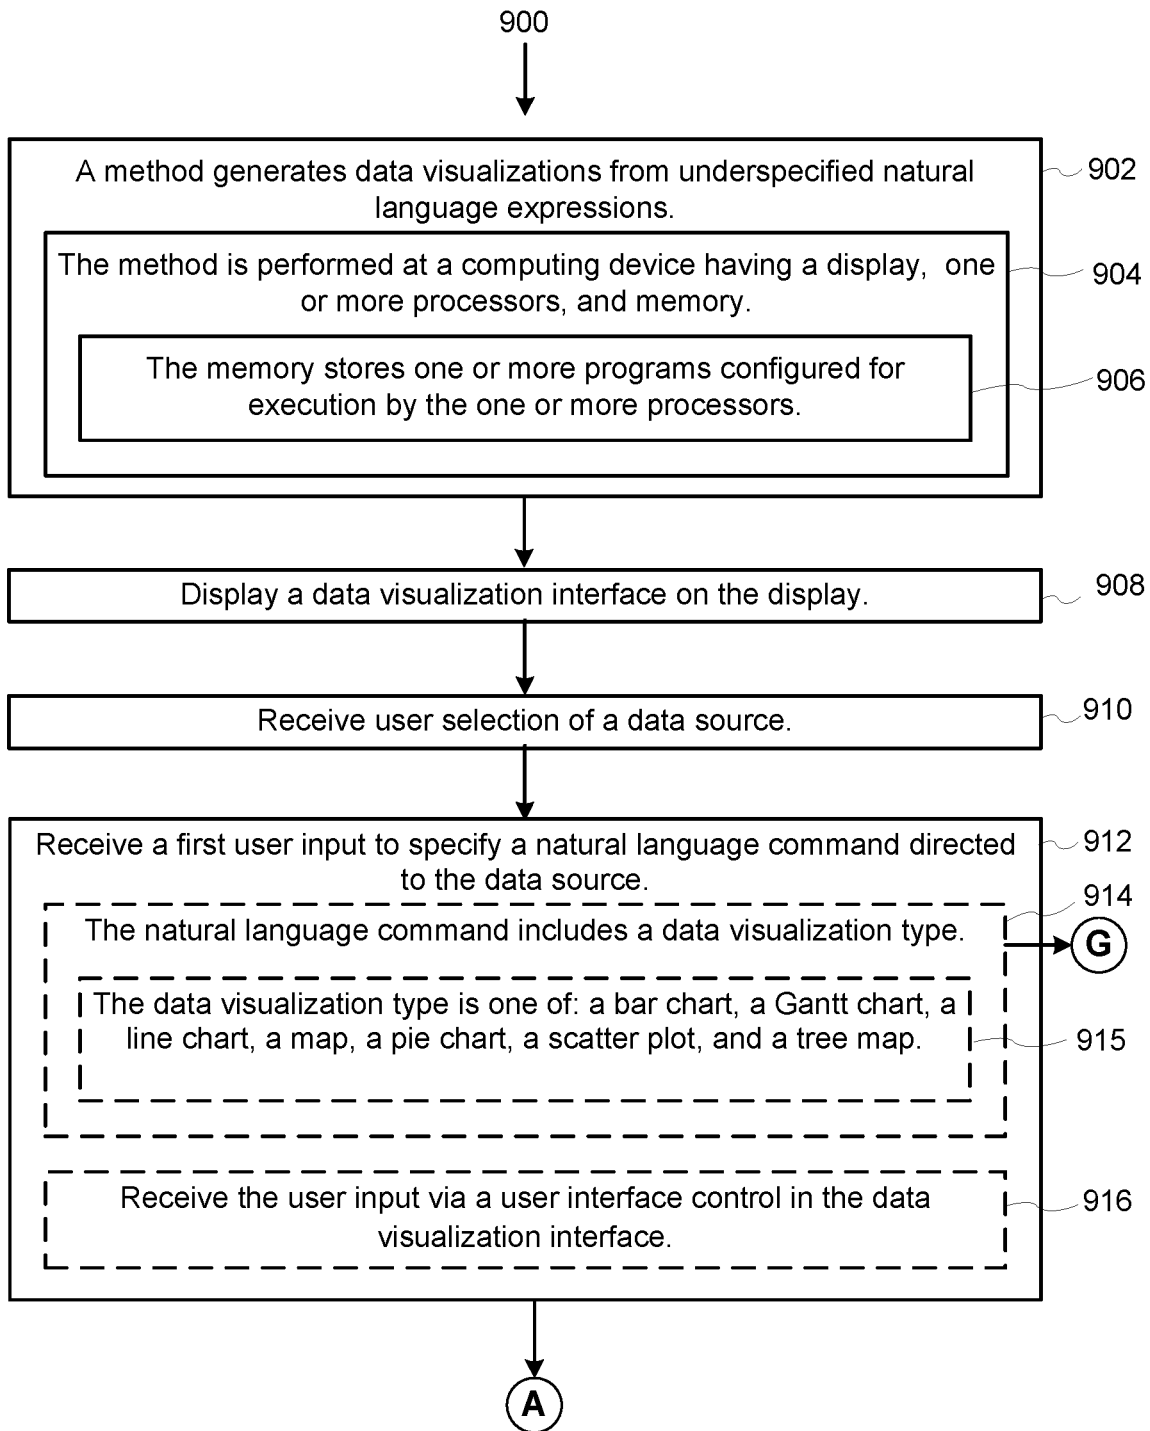 900
A method generates data visualizations from underspecified natural
language expressions.
902
The method is performed at a computing device having a display, one
or more processors, and memory.
904
The memory stores one or more programs configured for
execution by the one or more processors.
906
Display a data visualization interface on the display.
908
Receive user selection of a data source.
910
Receive a first user input to specify a natural language command directed
to the data source.
912
The natural language command includes a data visualization type.
914
G
The data visualization type is one of: a bar chart, a Gantt chart, a
line chart, a map, a pie chart, a scatter plot, and a tree map.
915
Receive the user input via a user interface control in the data
visualization interface.
916
A